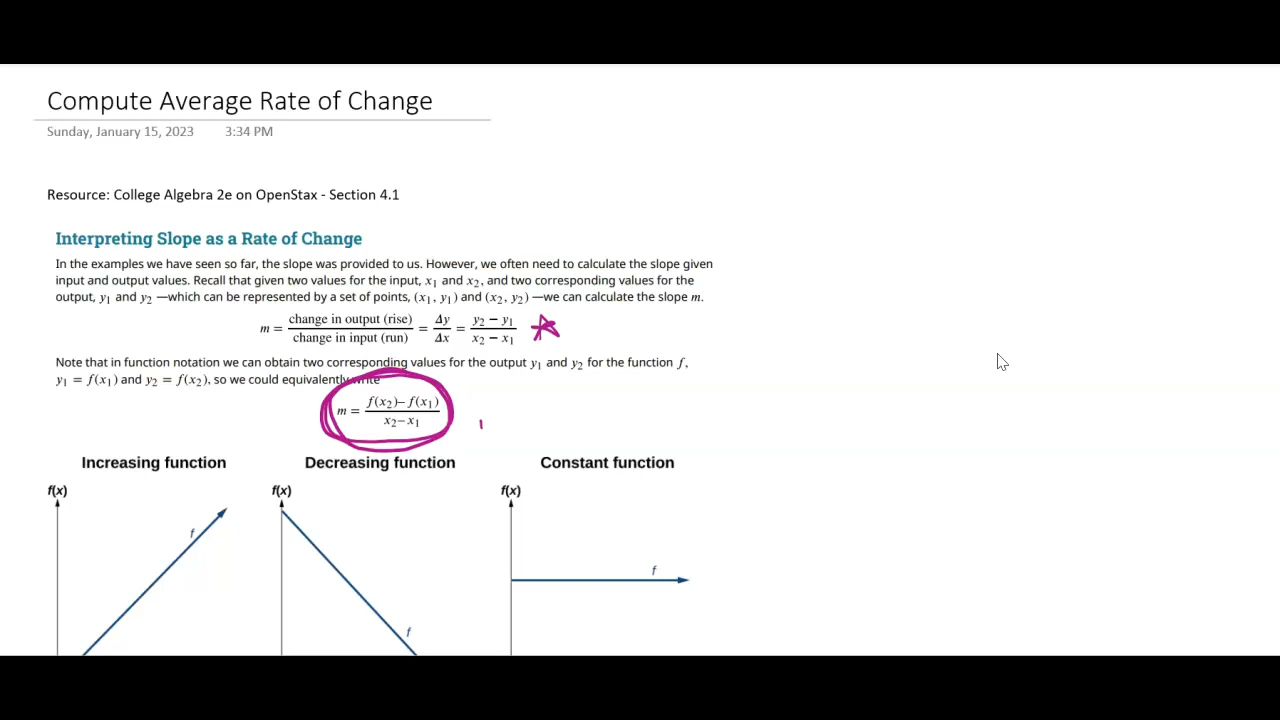 Compute Average Rate of Change
Sunday, January 15, 2023 3:34 PM
Resource: College Algebra 2e on OpenStax - Section 4.1
Interpreting Slope as a Rate of Change
In the examples we have seen so far, the slope was provided to us. However, we often need to calculate the slope given
input and output values. Recall that given two values for the input, x₁ and x₂, and two corresponding values for the
output, y₁ and y₂ —which can be represented by a set of points, (x₁, y₁) and (x₂, y₂) —we can calculate the slope m.
m = change in output (rise) / change in input (run) = Δy / Δx = y₂ − y₁ / x₂ − x₁
Note that in function notation we can obtain two corresponding values for the output y₁ and y₂ for the function f,
y₁ = f(x₁) and y₂ = f(x₂), so we could equivalently write
m = f(x₂)−f(x₁) / x₂−x₁
Increasing function Decreasing function Constant function
f(x) f(x) f(x)
f
f
f